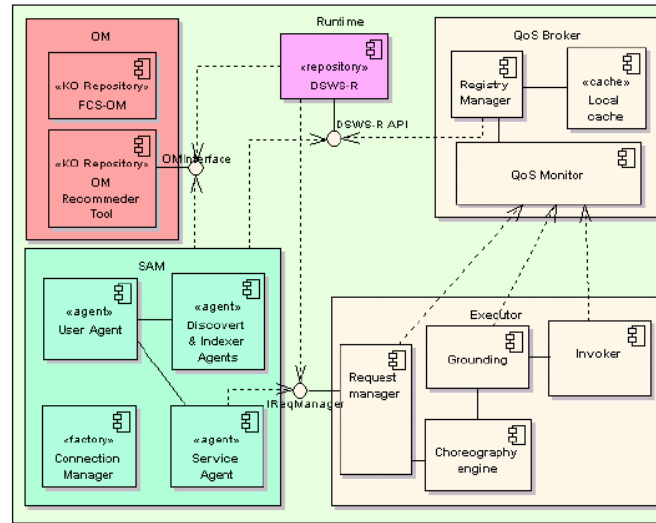 Runtime
OM
«KO Repository»
FCS-OM
«KO Repository»
OM
Recommeder
Tool
OMInterface
«repository»
DSWS-R
DSWS-R API
QoS Broker
Registry
Manager
«cache»
Local
cache
QoS Monitor
SAM
«agent»
User Agent
«agent»
Discovert
& Indexer
Agents
«factory»
Connection
Manager
«agent»
Service
Agent
IReqManager
Executor
Request
manager
Grounding
Invoker
Choreography
engine